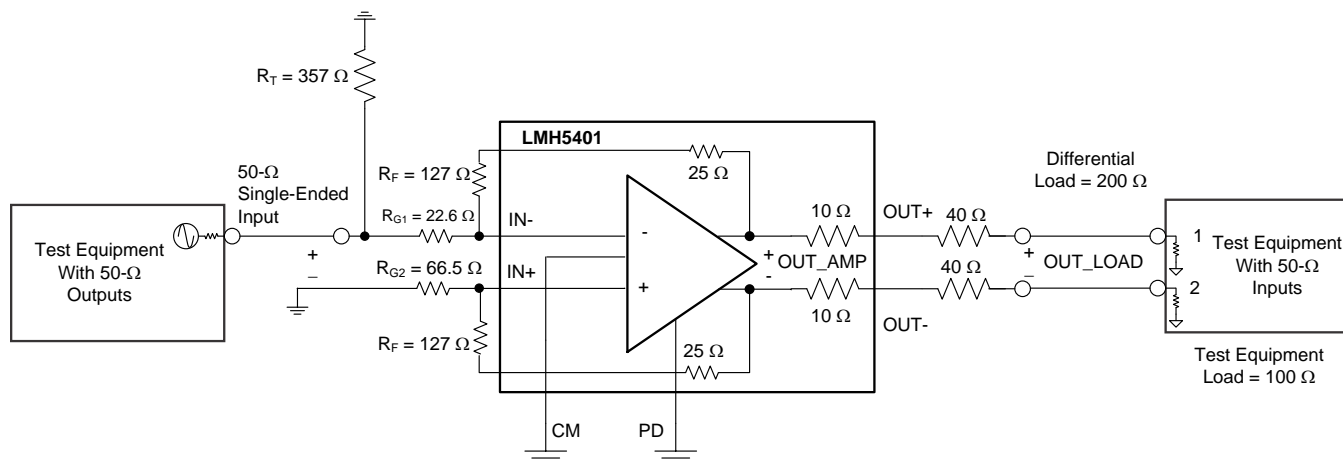 R_T = 357 Ω
LMH5401
50-Ω
Single-Ended
Input
R_F = 127 Ω
25 Ω
Differential
Load = 200 Ω
R_G1 = 22.6 Ω
IN-
10 Ω
OUT+
40 Ω
Test Equipment
With 50-Ω
Outputs
+
−
R_G2 = 66.5 Ω
IN+
-
+
+
-
OUT_AMP
40 Ω
+
−
OUT_LOAD
1
2
Test Equipment
With 50-Ω
Inputs
10 Ω
OUT-
R_F = 127 Ω
25 Ω
Test Equipment
Load = 100 Ω
CM
PD